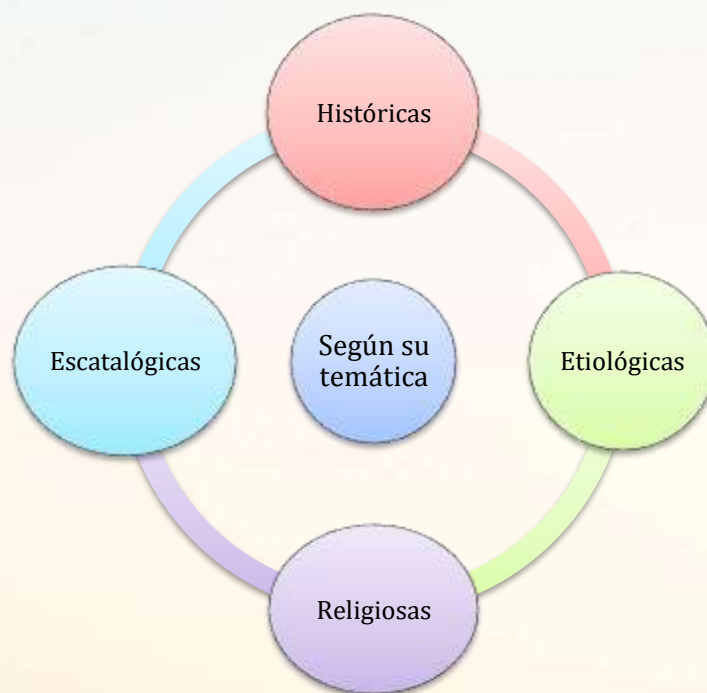 Históricas
Escatalógicas
Según su
temática
Etiológicas
Religiosas